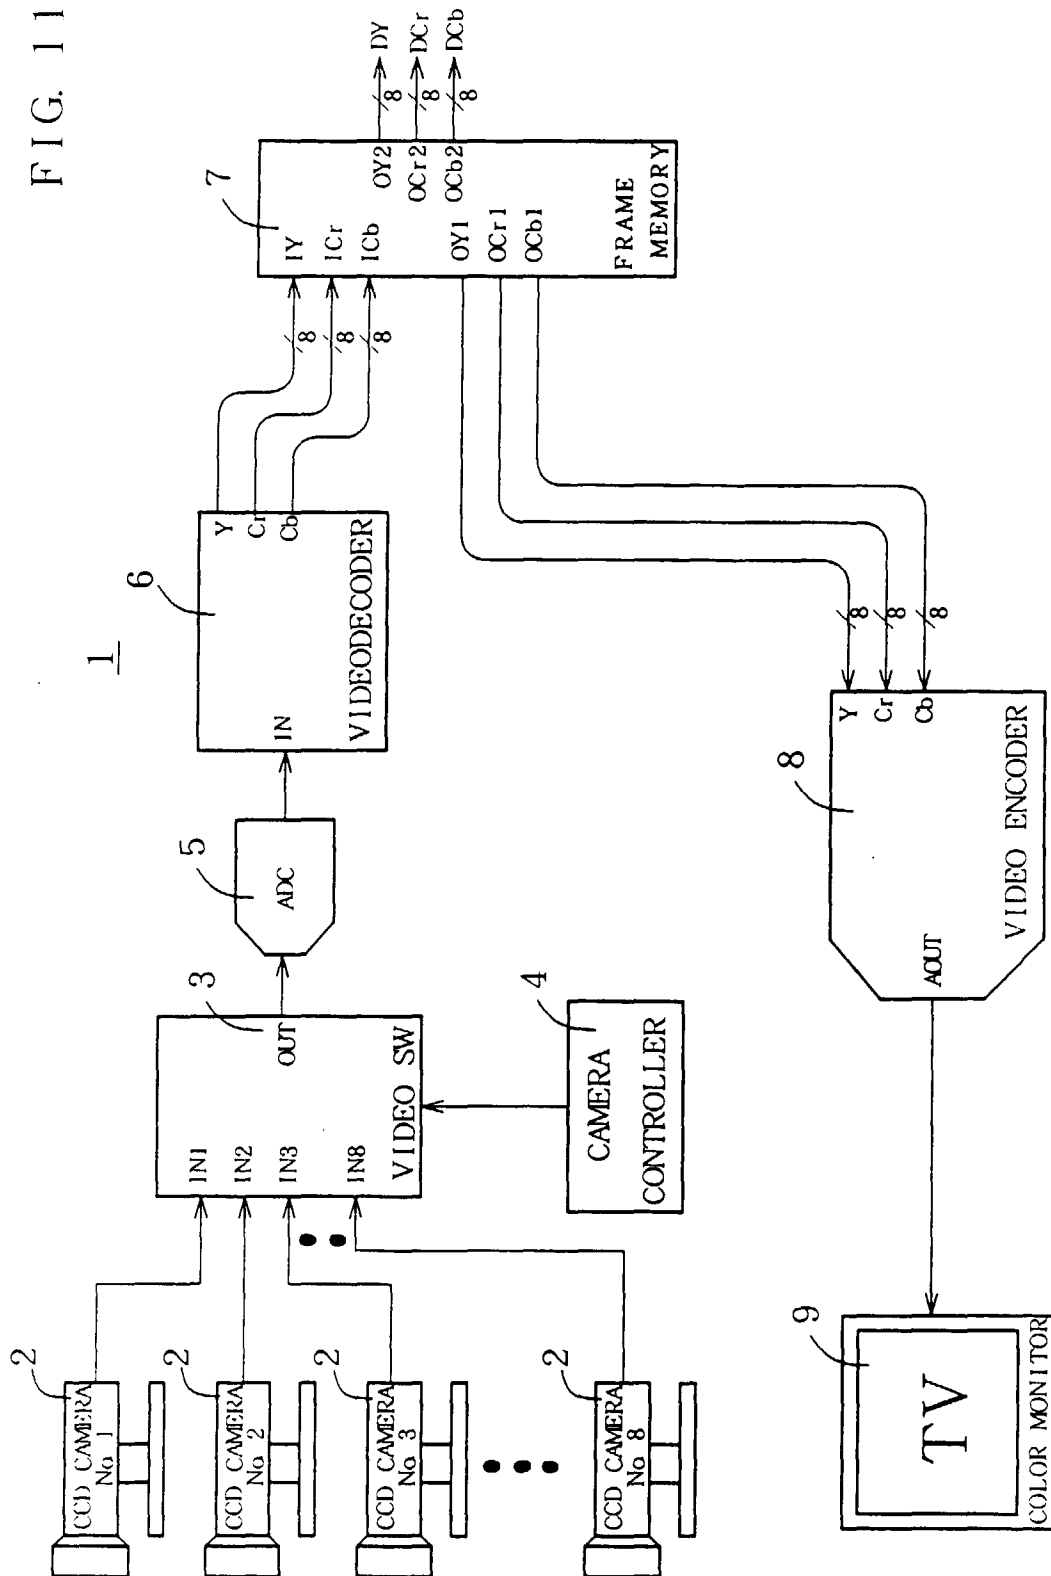 FIG. 11
1
2
CCD CAMERA
No. 1
2
CCD CAMERA
No. 2
2
CCD CAMERA
No. 3
2
CCD CAMERA
No. 8
IN1
IN2
IN3
IN8
OUT
VIDEO SW
3
CAMERA
CONTROLLER
4
5
ADC
6
IN
Y
Cr
Cb
VIDEODECODER
8
8
8
7
IY
ICr
ICb
OY2
OCr2
OCb2
OY1
OCr1
OCb1
FRAME
MEMORY
8
8
8
DY
DCr
DCb
8
8
8
8
Y
Cr
Cb
AOUT
VIDEO ENCODER
9
TV
COLOR MONITOR